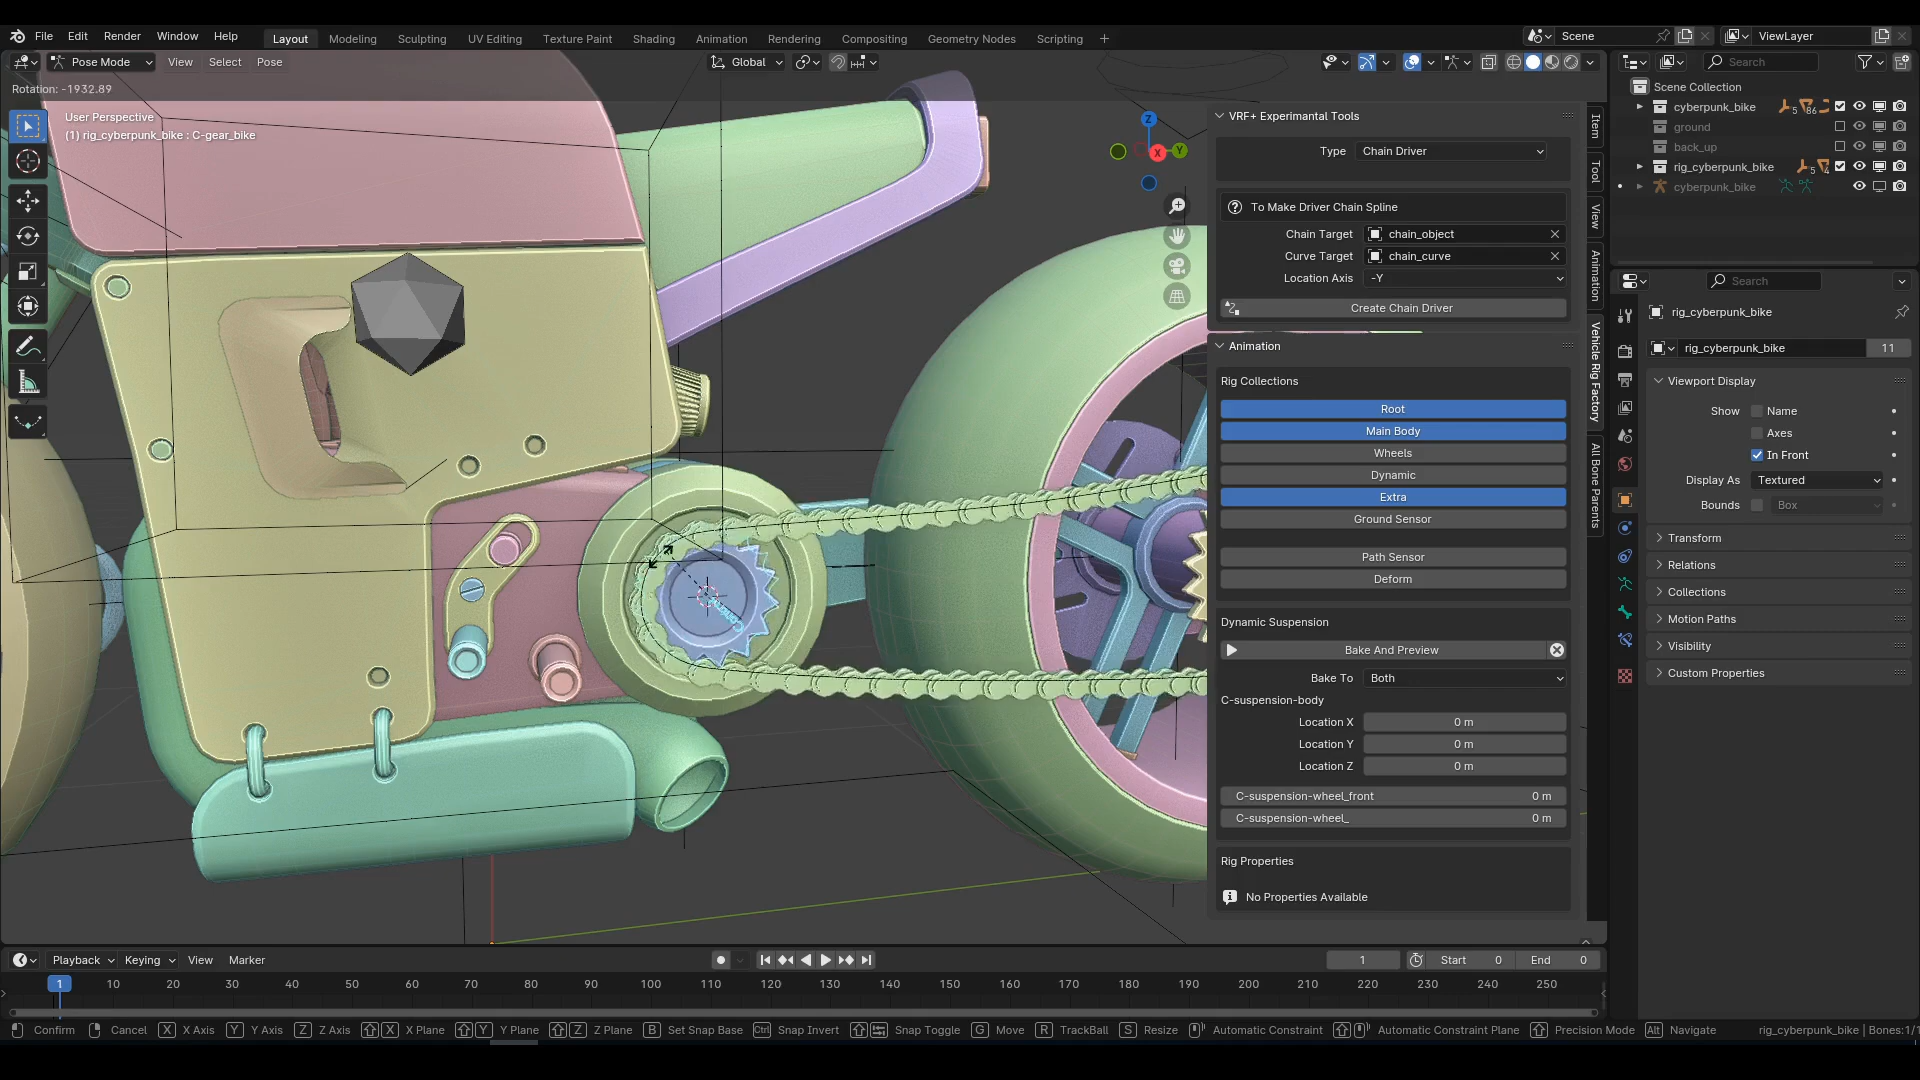 File Edit Render Window Help
Layout Modeling Sculpting UV Editing Texture Paint Shading Animation Rendering Compositing Geometry Nodes Scripting +
Scene
ViewLayer
Pose Mode View Select Pose
Global
Search
Rotation: -1932.89
User Perspective
(1) rig_cyberpunk_bike : C-gear_bike
Z
X
Y
VRF+ Experimental Tools
Type Chain Driver
To Make Driver Chain Spline
Chain Target chain_object
Curve Target chain_curve
Location Axis -Y
Create Chain Driver
Animation
Rig Collections
Root
Main Body
Wheels
Dynamic
Extra
Ground Sensor
Path Sensor
Deform
Dynamic Suspension
Bake And Preview
Bake To Both
C-suspension-body
Location X 0 m
Location Y 0 m
Location Z 0 m
C-suspension-wheel_front 0 m
C-suspension-wheel_ 0 m
Rig Properties
No Properties Available
Item
Tool
View
Animation
Vehicle Rig Factory
All Bone Parents
Scene Collection
cyberpunk_bike 5 86
ground
back_up
rig_cyberpunk_bike 5 4
cyberpunk_bike
Search
rig_cyberpunk_bike
rig_cyberpunk_bike 11
Viewport Display
Show Name
Axes
In Front
Display As Textured
Bounds Box
Transform
Relations
Collections
Motion Paths
Visibility
Custom Properties
Playback Keying View Marker
1 Start 0 End 0
1 10 20 30 40 50 60 70 80 90 100 110 120 130 140 150 160 170 180 190 200 210 220 230 240 250
Confirm Cancel X X Axis Y Y Axis Z Z Axis X X Plane Y Y Plane Z Z Plane B Set Snap Base Ctrl Snap Invert Snap Toggle G Move R TrackBall S Resize Automatic Constraint Automatic Constraint Plane Precision Mode Alt Navigate rig_cyberpunk_bike | Bones:1/1